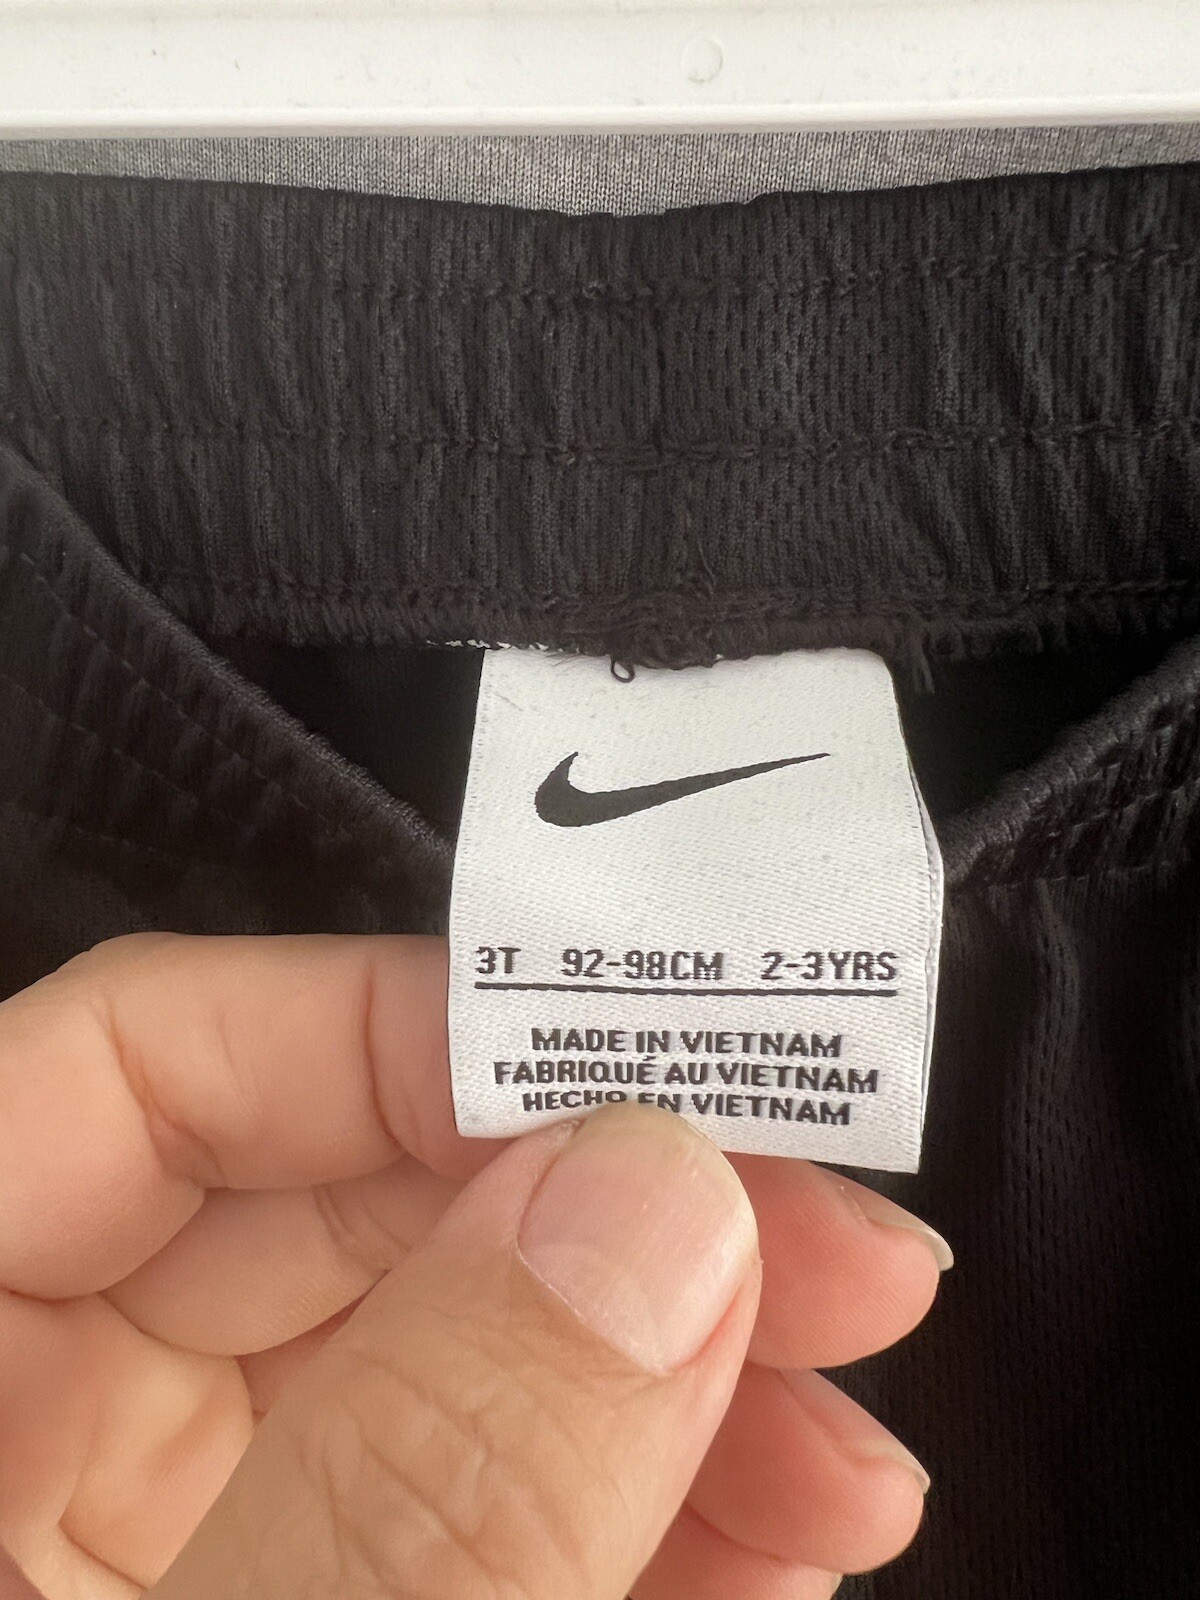 3T 92-98CM 2-3YRS
MADE IN VIETNAM
FABRIQUÉ AU VIETNAM
HECHO EN VIETNAM